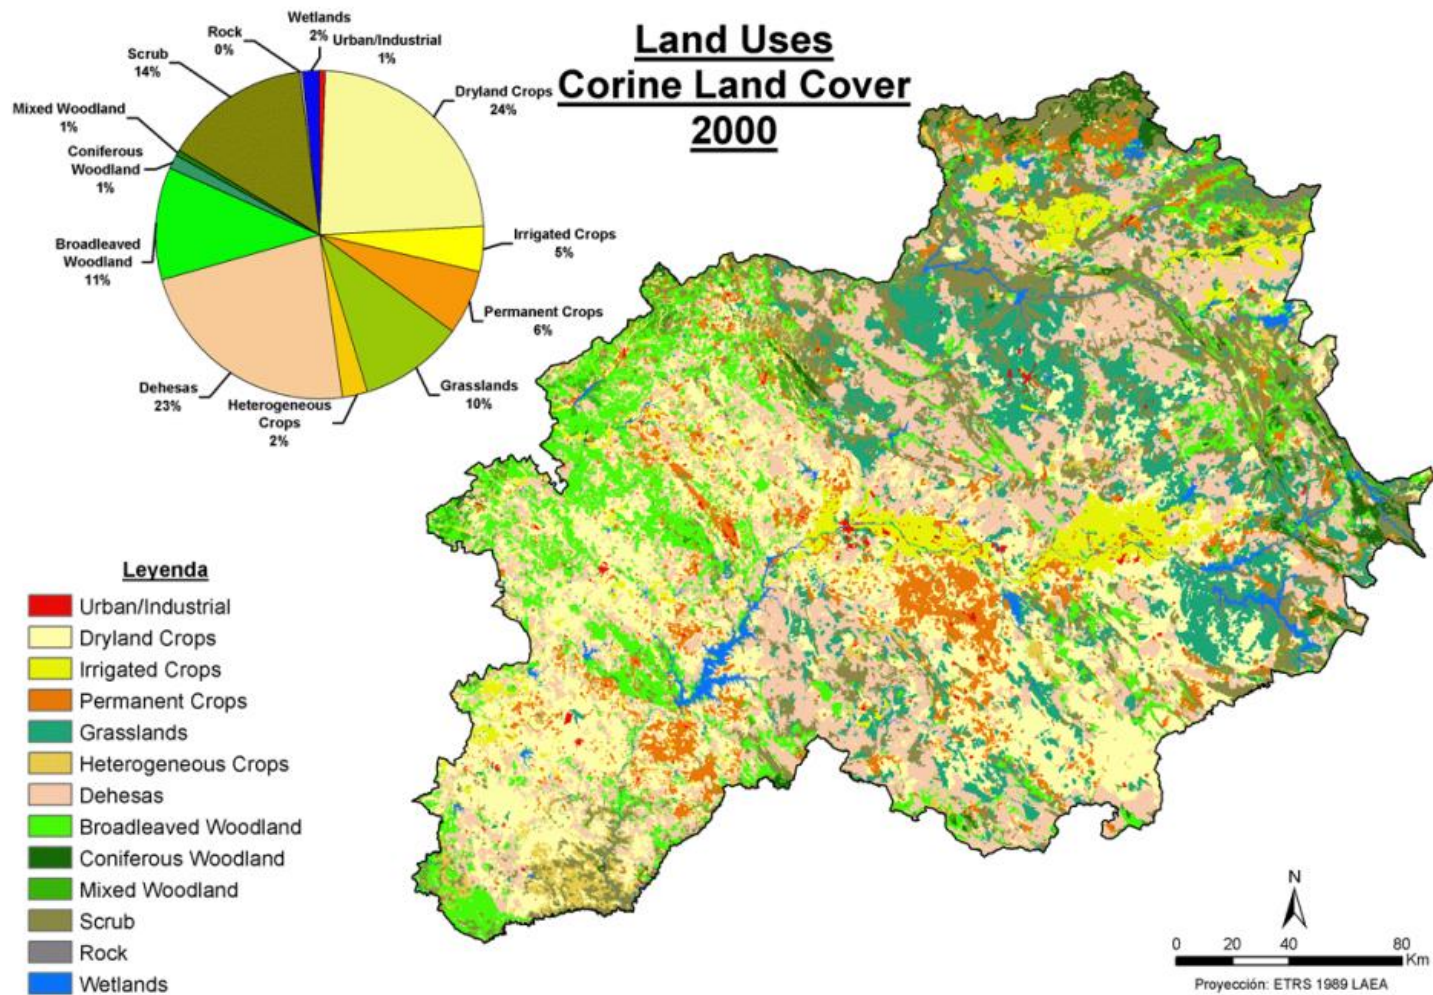 Land Uses
Corine Land Cover
2000
Wetlands
2%
Rock
0%
Urban/Industrial
1%
Scrub
14%
Dryland Crops
24%
Mixed Woodland
1%
Coniferous
Woodland
1%
Irrigated Crops
5%
Broadleaved
Woodland
11%
Permanent Crops
6%
Dehesas
23%
Grasslands
10%
Heterogeneous
Crops
2%
Leyenda
Urban/Industrial
Dryland Crops
Irrigated Crops
Permanent Crops
Grasslands
Heterogeneous Crops
Dehesas
Broadleaved Woodland
Coniferous Woodland
Mixed Woodland
Scrub
Rock
Wetlands
N
0 20 40 80
Km
Proyección: ETRS 1989 LAEA